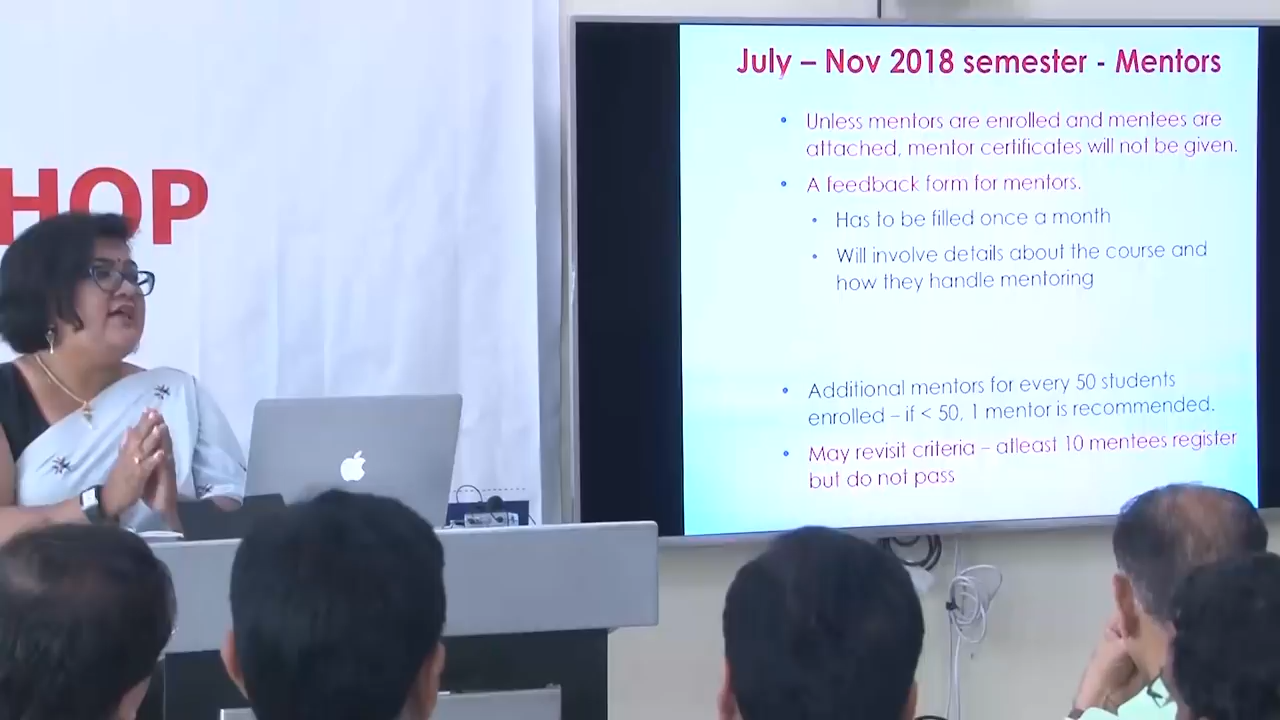 HOP
July – Nov 2018 semester - Mentors
• Unless mentors are enrolled and mentees are
attached, mentor certificates will not be given.
• A feedback form for mentors.
• Has to be filled once a month
• Will involve details about the course and
how they handle mentoring
• Additional mentors for every 50 students
enrolled – if < 50, 1 mentor is recommended.
• May revisit criteria – atleast 10 mentees register
but do not pass